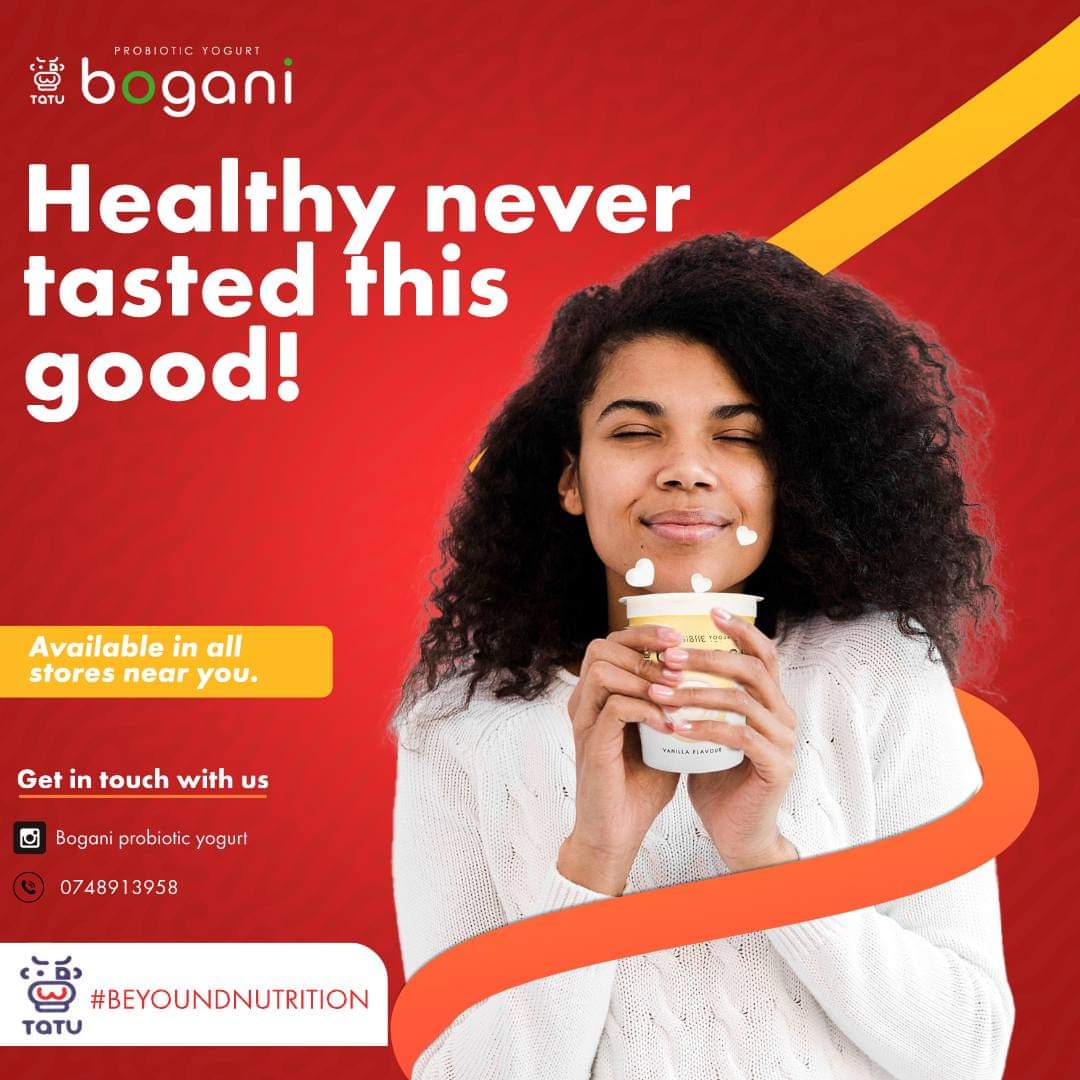 PROBIOTIC YOGURT
TaTU bogani
Healthy never
tasted this
good!
Available in all
stores near you.
Get in touch with us
Bogani probiotic yogurt
0748913958
VANILLA FLAVOUR
TaTU #BEYOUNDNUTRITION